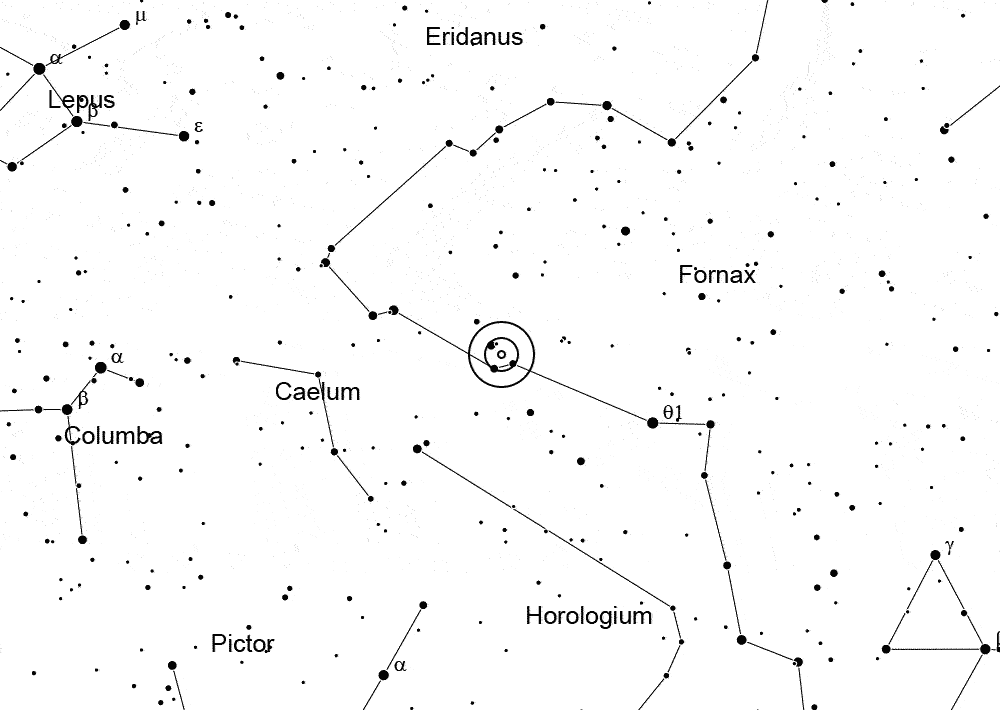 μ
Eridanus
α
Lepus
β
ε
Fornax
α
Caelum
β
θ1
Columba
γ
Horologium
Pictor
β
α